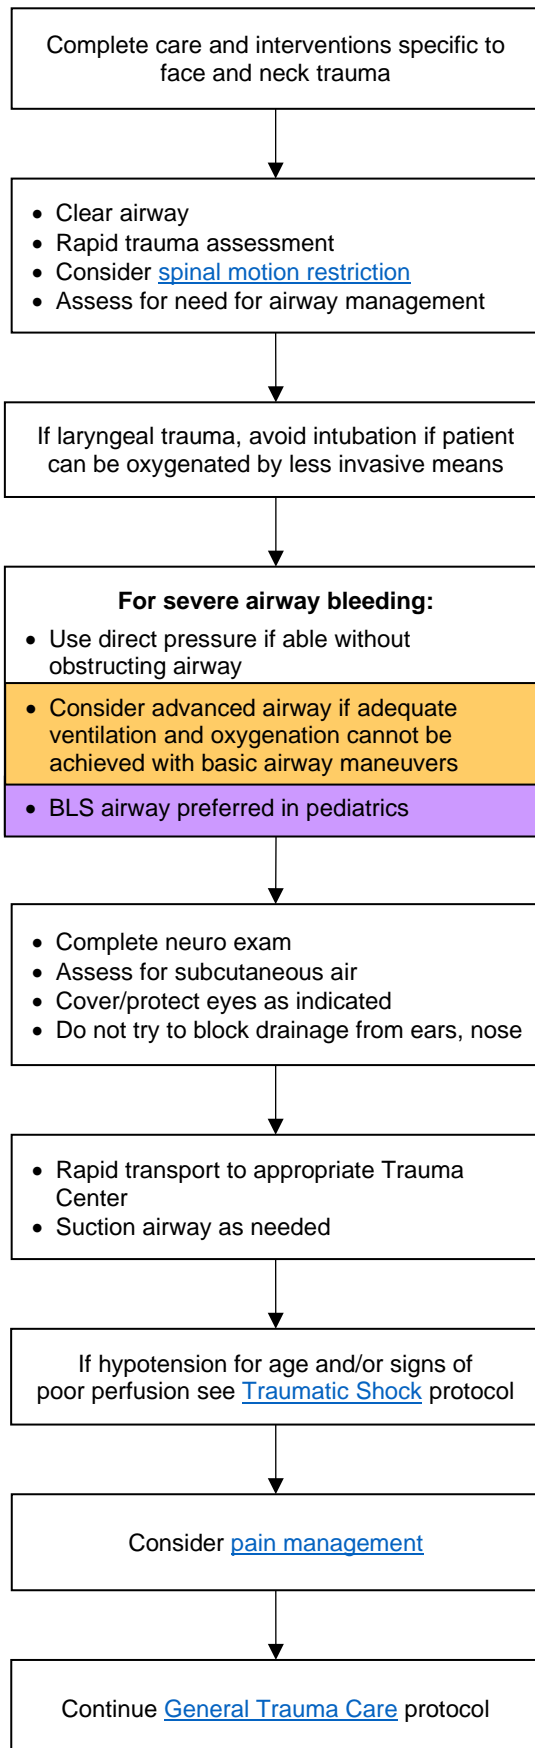 Complete care and interventions specific to
face and neck trauma
• Clear airway
• Rapid trauma assessment
• Consider spinal motion restriction
• Assess for need for airway management
If laryngeal trauma, avoid intubation if patient
can be oxygenated by less invasive means
For severe airway bleeding:
• Use direct pressure if able without
obstructing airway
• Consider advanced airway if adequate
ventilation and oxygenation cannot be
achieved with basic airway maneuvers
• BLS airway preferred in pediatrics
• Complete neuro exam
• Assess for subcutaneous air
• Cover/protect eyes as indicated
• Do not try to block drainage from ears, nose
• Rapid transport to appropriate Trauma
Center
• Suction airway as needed
If hypotension for age and/or signs of
poor perfusion see Traumatic Shock protocol
Consider pain management
Continue General Trauma Care protocol